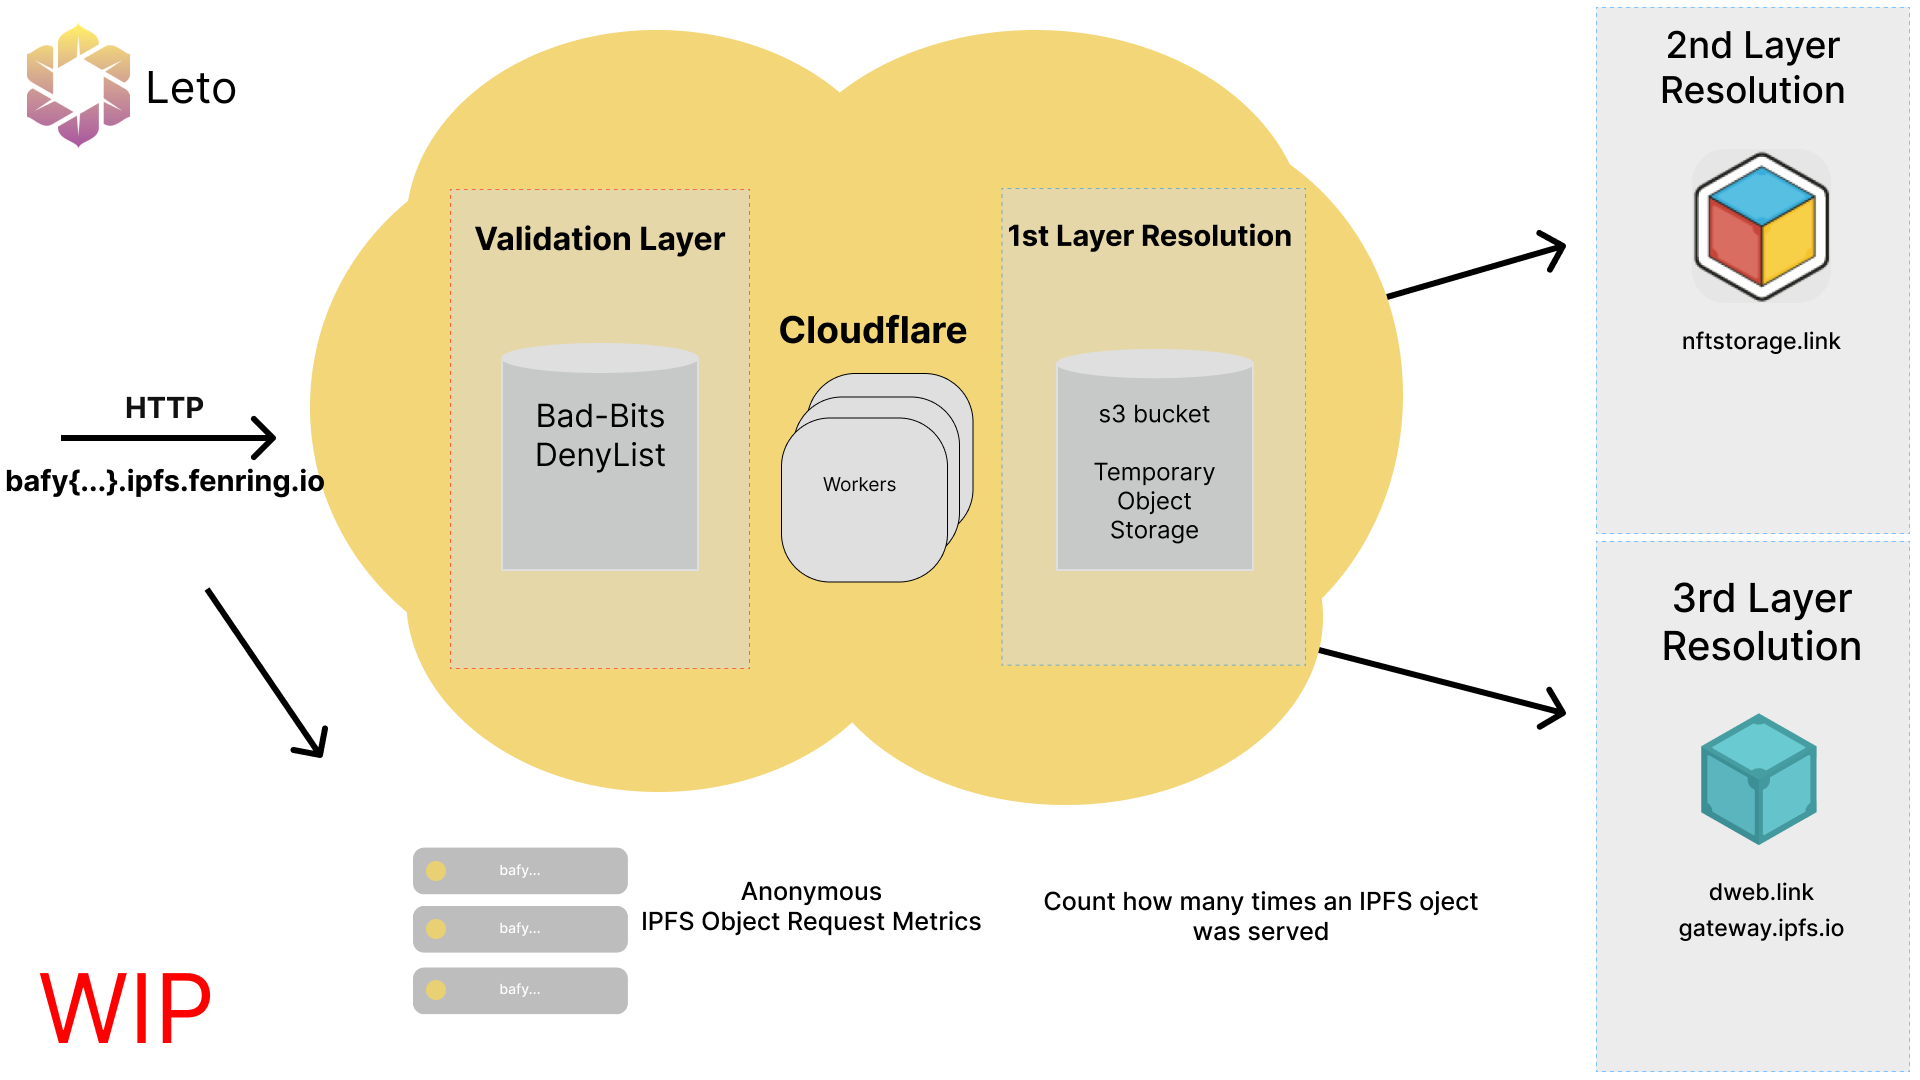 Leto
HTTP
bafy{...}.ipfs.fenring.io
Validation Layer
Bad-Bits
DenyList
Cloudflare
Workers
1st Layer Resolution
s3 bucket
Temporary
Object
Storage
2nd Layer
Resolution
nftstorage.link
3rd Layer
Resolution
dweb.link
gateway.ipfs.io
bafy...
bafy...
bafy...
Anonymous
IPFS Object Request Metrics
Count how many times an IPFS oject
was served
WIP